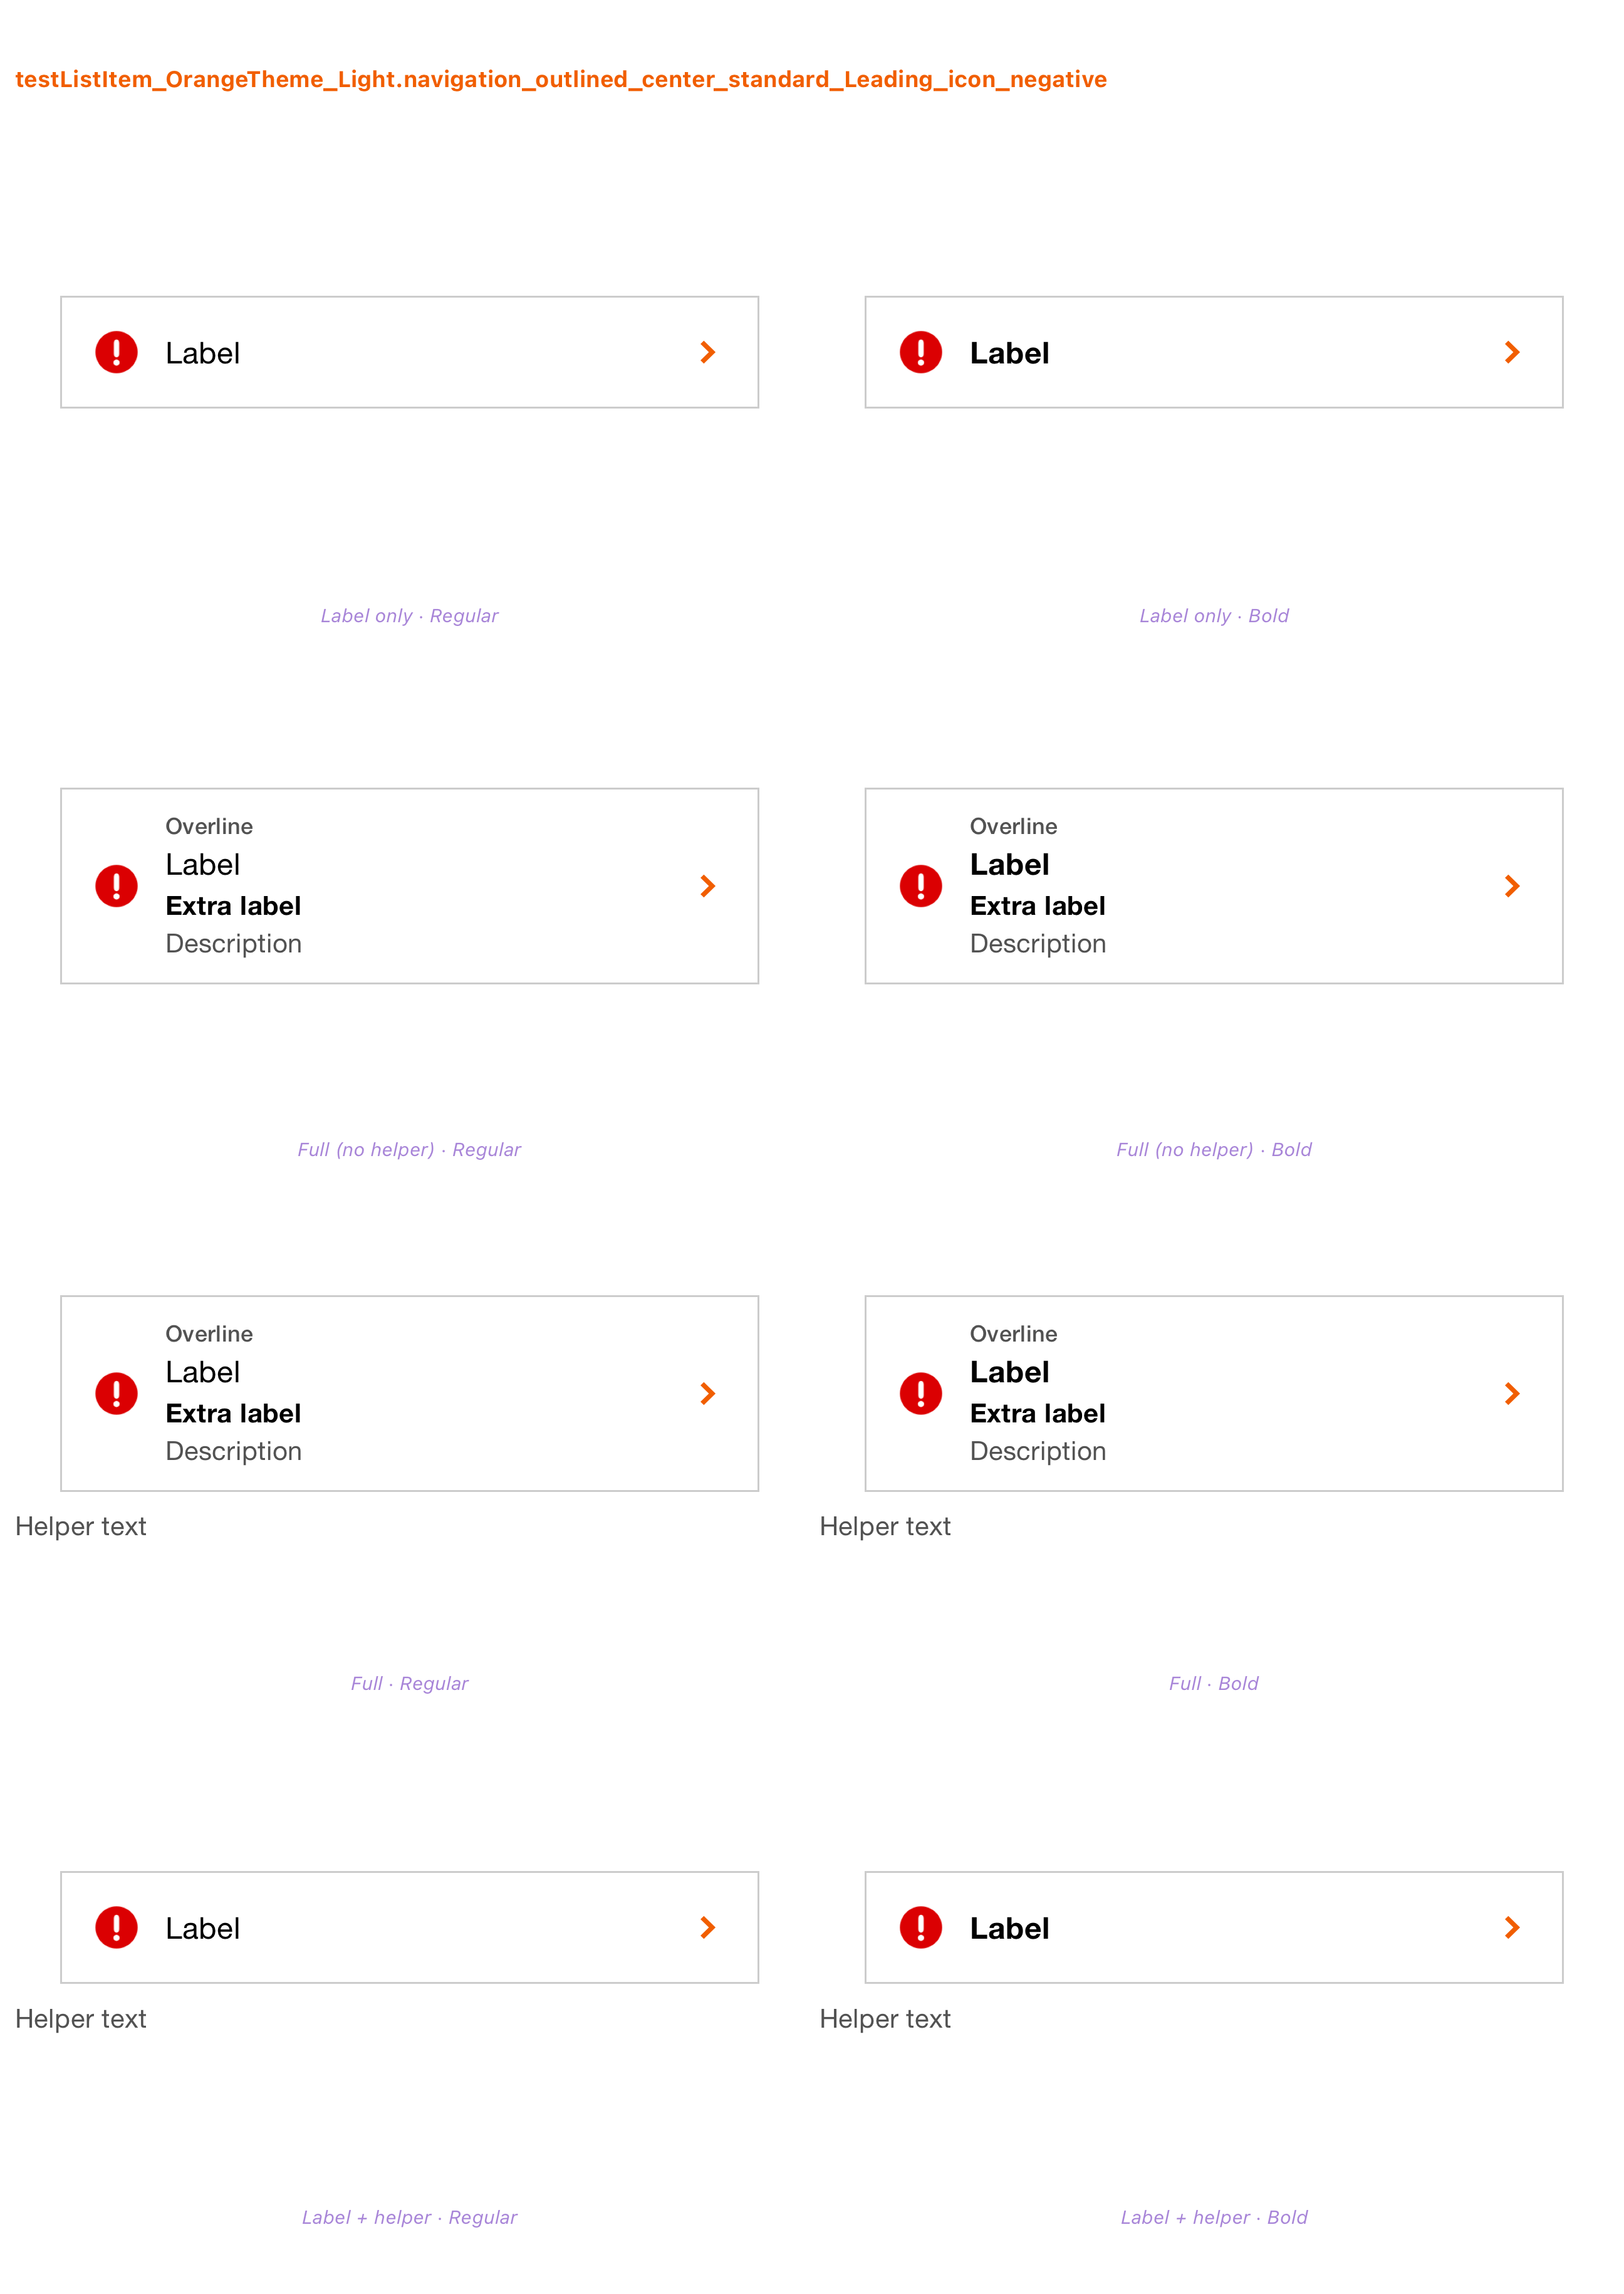 testListItem_OrangeTheme_Light.navigation_outlined_center_standard_Leading_icon_negative
Label
Label
Label only · Regular
Label only · Bold
Overline
Label
Extra label
Description
Overline
Label
Extra label
Description
Full (no helper) · Regular
Full (no helper) · Bold
Overline
Label
Extra label
Description
Helper text
Overline
Label
Extra label
Description
Helper text
Full · Regular
Full · Bold
Label
Helper text
Label
Helper text
Label + helper · Regular
Label + helper · Bold